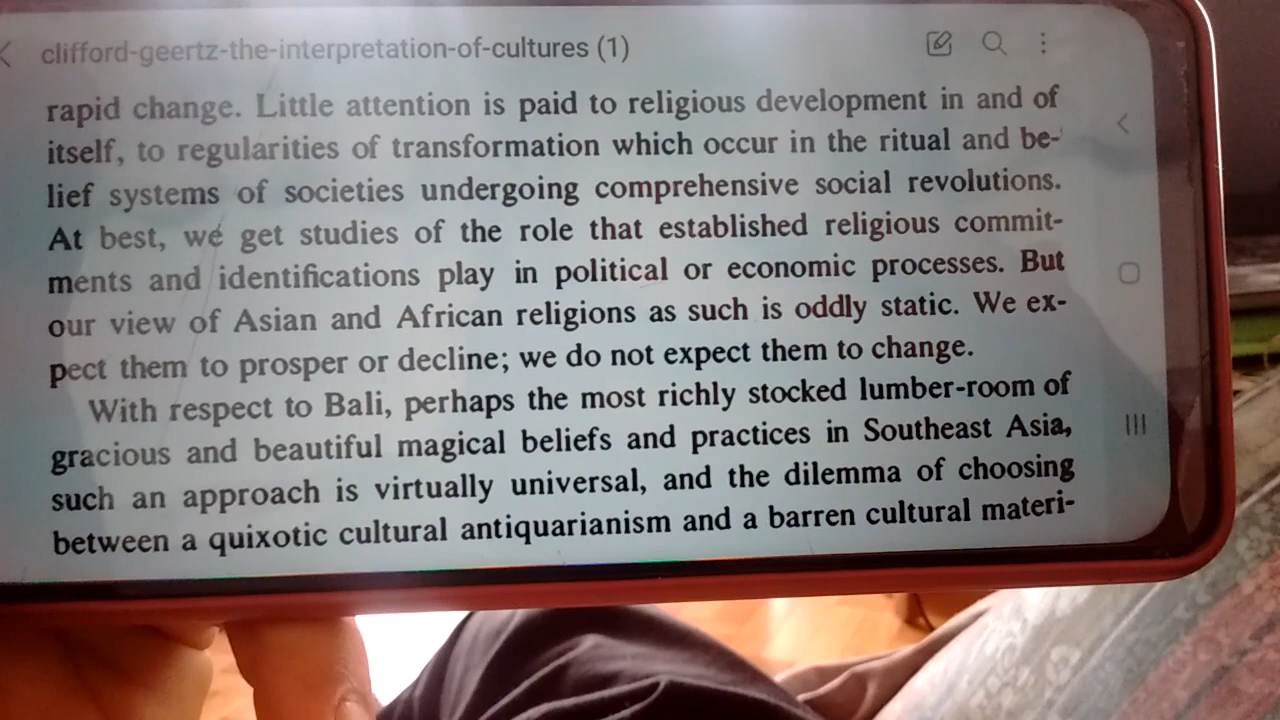 clifford-geertz-the-interpretation-of-cultures (1)
rapid change. Little attention is paid to religious development in and of
itself, to regularities of transformation which occur in the ritual and be-
lief systems of societies undergoing comprehensive social revolutions.
At best, we get studies of the role that established religious commit-
ments and identifications play in political or economic processes. But
our view of Asian and African religions as such is oddly static. We ex-
pect them to prosper or decline; we do not expect them to change.
With respect to Bali, perhaps the most richly stocked lumber-room of
gracious and beautiful magical beliefs and practices in Southeast Asia,
such an approach is virtually universal, and the dilemma of choosing
between a quixotic cultural antiquarianism and a barren cultural materi-